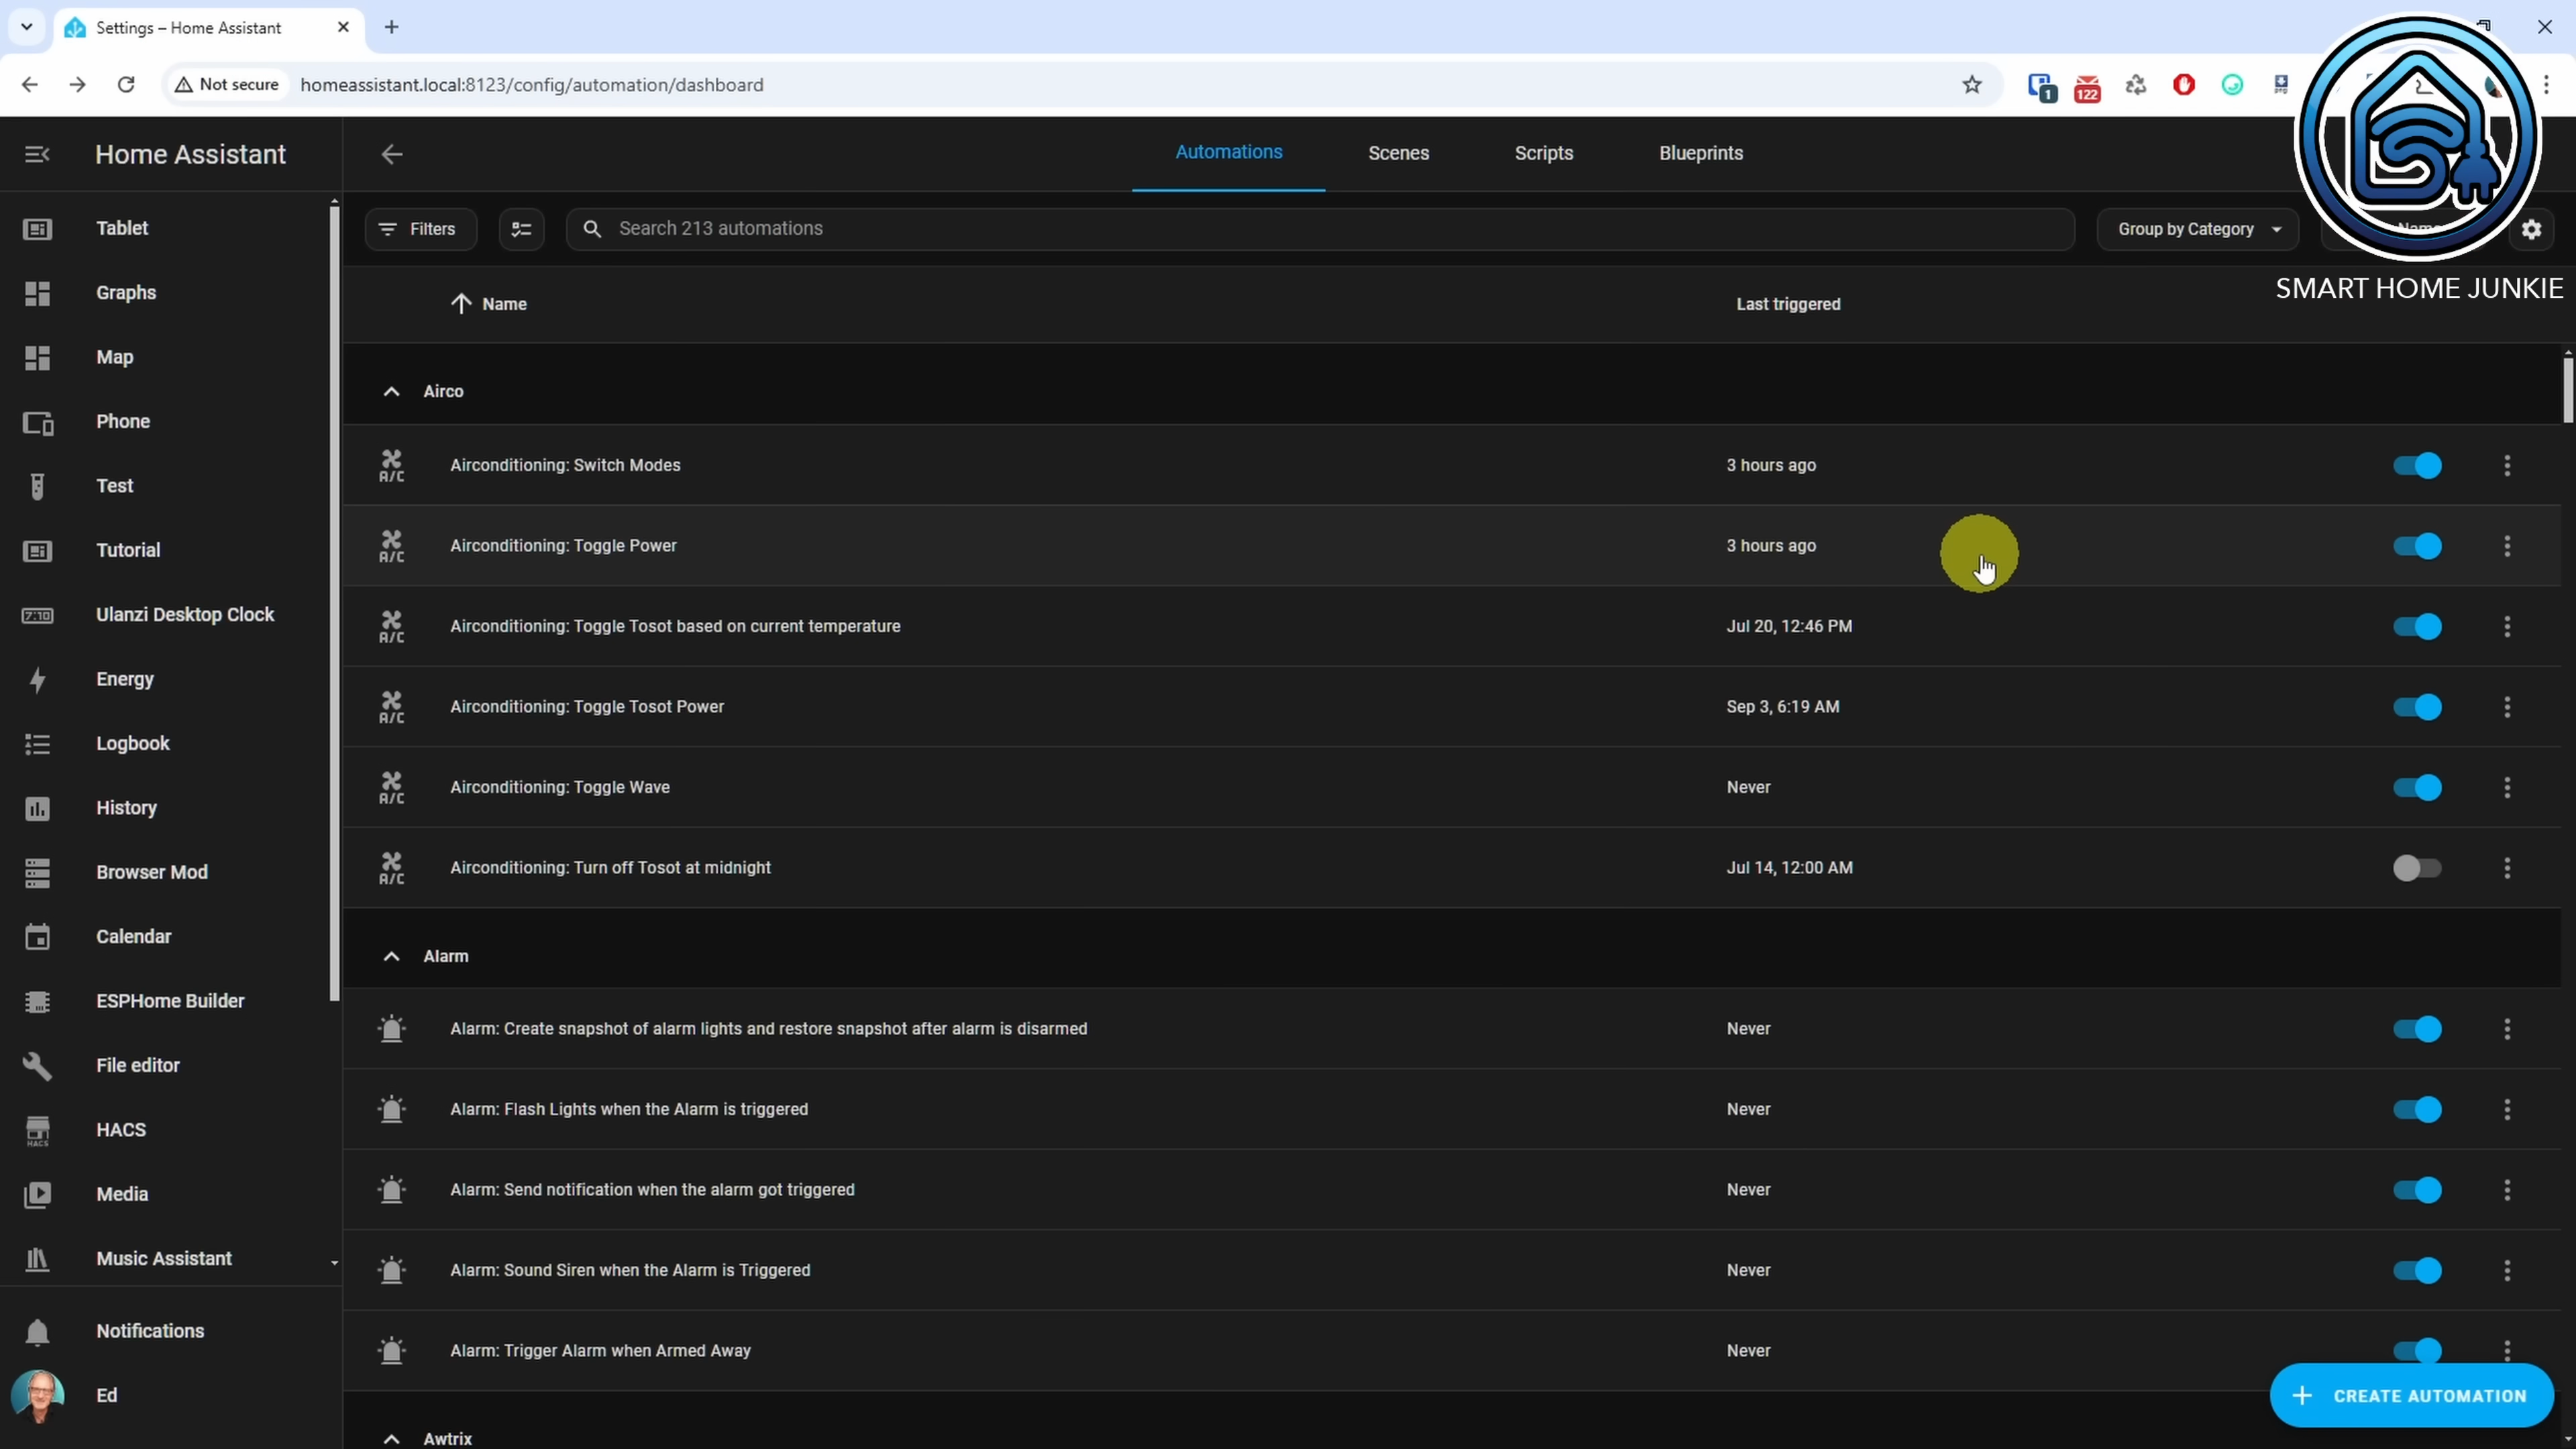 Settings – Home Assistant
Not secure
homeassistant.local:8123/config/automation/dashboard
1
122
Home Assistant
Automations
Scenes
Scripts
Blueprints
Filters
Search 213 automations
Group by Category
SMART HOME JUNKIE
Name
Last triggered
Tablet
Graphs
Map
Phone
Test
Tutorial
7:10
Ulanzi Desktop Clock
Energy
Logbook
History
Browser Mod
Calendar
ESPHome Builder
File editor
HACS
HACS
Media
Music Assistant
Notifications
Ed
Airco
A/C
Airconditioning: Switch Modes
3 hours ago
A/C
Airconditioning: Toggle Power
3 hours ago
A/C
Airconditioning: Toggle Tosot based on current temperature
Jul 20, 12:46 PM
A/C
Airconditioning: Toggle Tosot Power
Sep 3, 6:19 AM
A/C
Airconditioning: Toggle Wave
Never
A/C
Airconditioning: Turn off Tosot at midnight
Jul 14, 12:00 AM
Alarm
Alarm: Create snapshot of alarm lights and restore snapshot after alarm is disarmed
Never
Alarm: Flash Lights when the Alarm is triggered
Never
Alarm: Send notification when the alarm got triggered
Never
Alarm: Sound Siren when the Alarm is Triggered
Never
Alarm: Trigger Alarm when Armed Away
Never
CREATE AUTOMATION
Awtrix